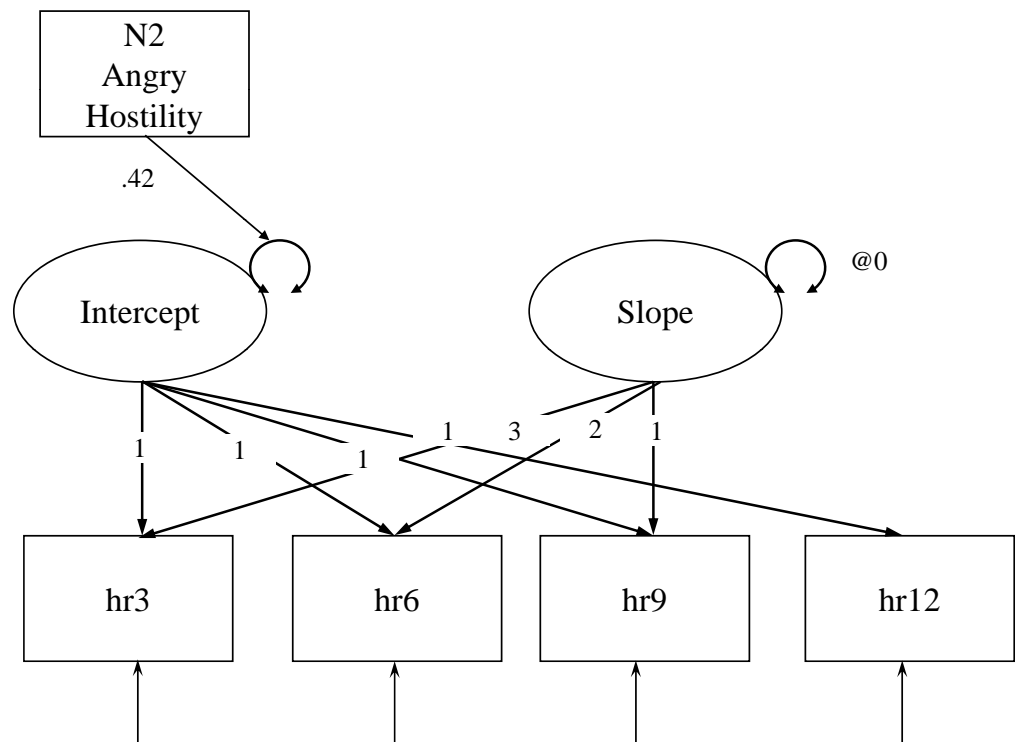 N2
Angry
Hostility
.42
@0
Intercept
Slope
1
1
1
1
3
2
1
hr3
hr6
hr9
hr12